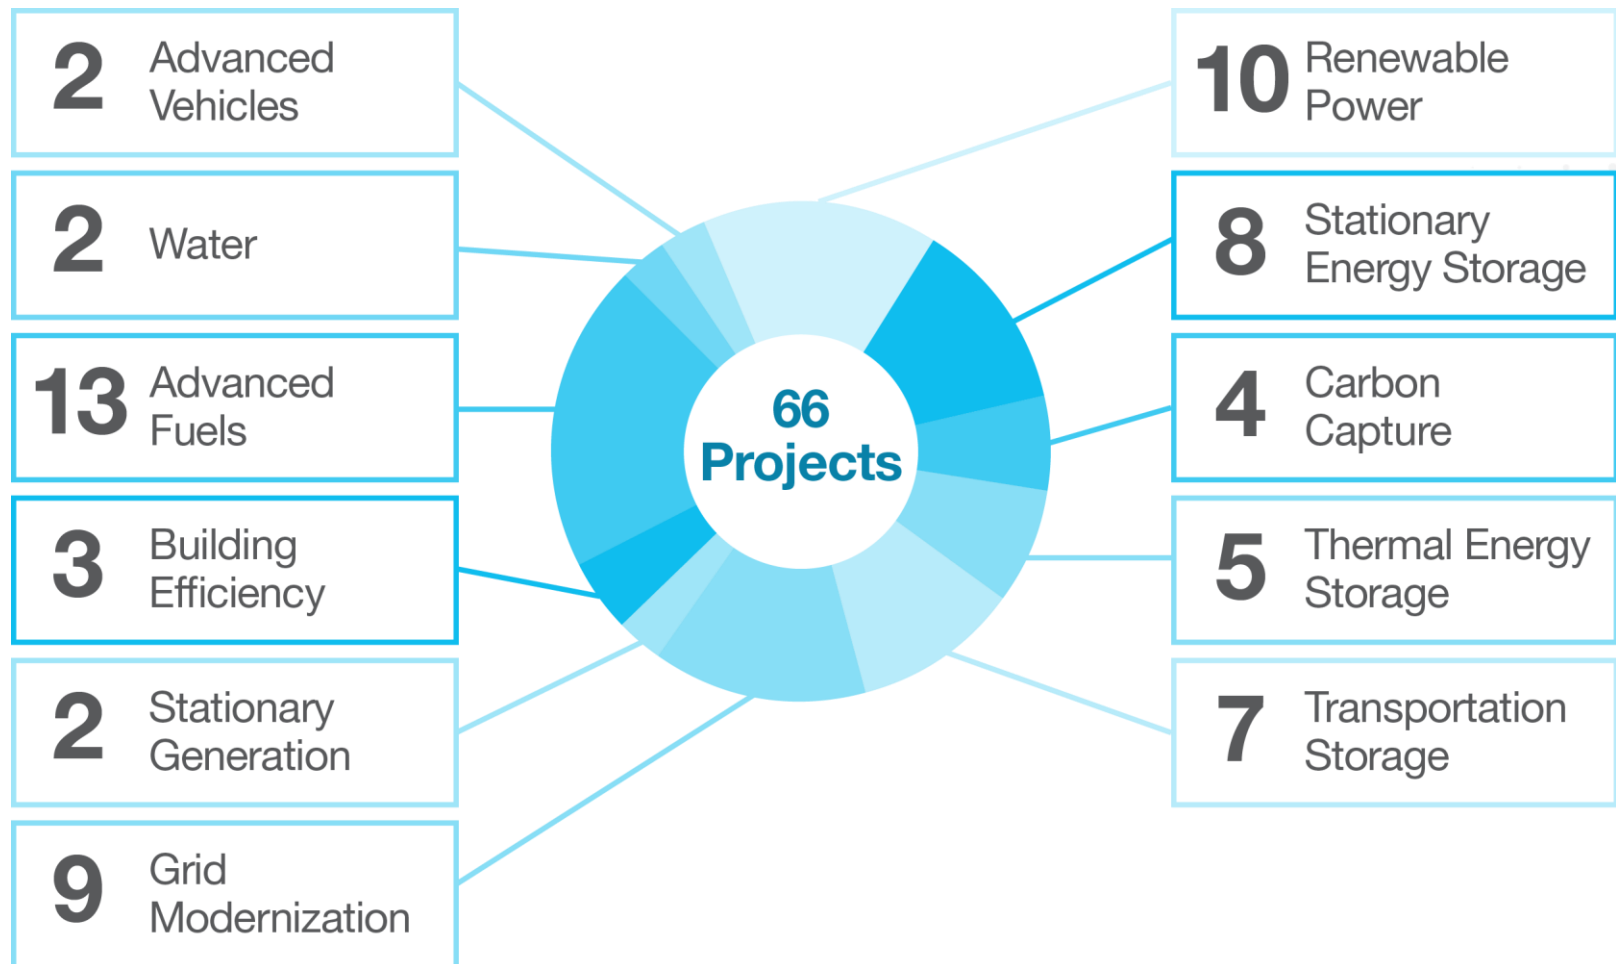 2 Advanced
Vehicles
2 Water
13 Advanced
Fuels
3 Building
Efficiency
2 Stationary
Generation
9 Grid
Modernization
66
Projects
10 Renewable
Power
8 Stationary
Energy Storage
4 Carbon
Capture
5 Thermal Energy
Storage
7 Transportation
Storage